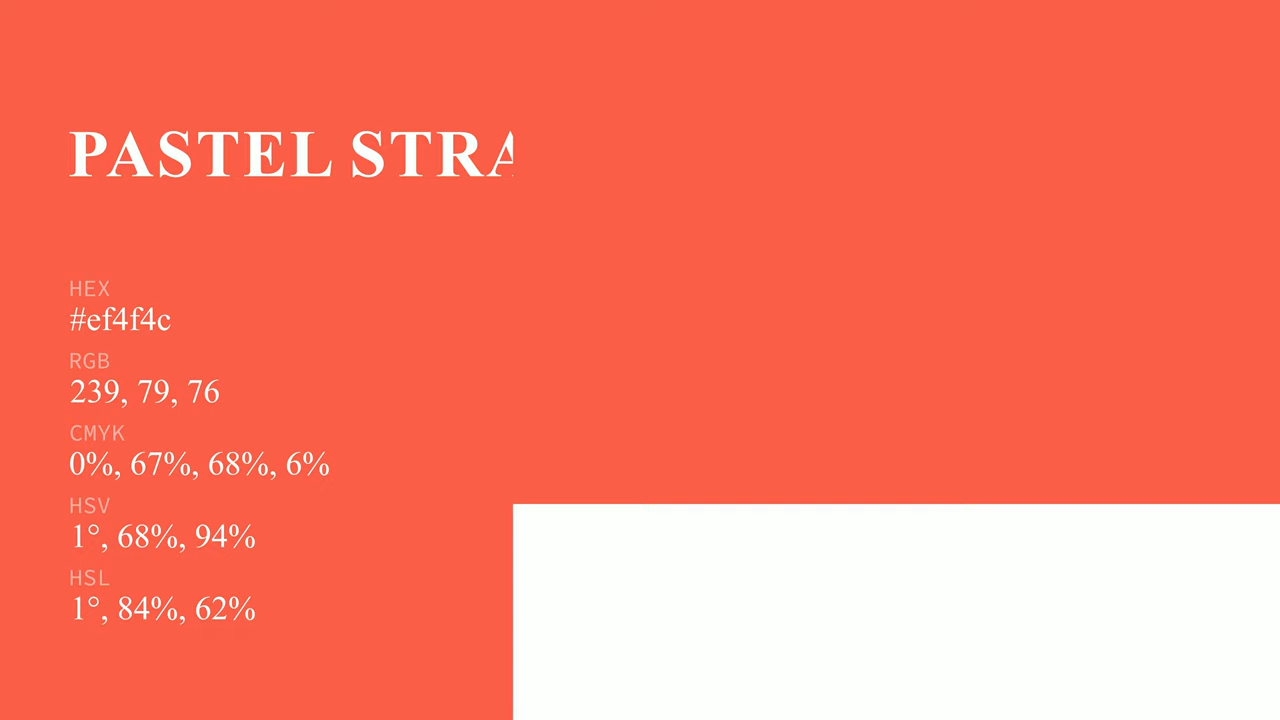 PASTEL STRA
HEX
#ef4f4c
RGB
239, 79, 76
CMYK
0%, 67%, 68%, 6%
HSV
1°, 68%, 94%
HSL
1°, 84%, 62%